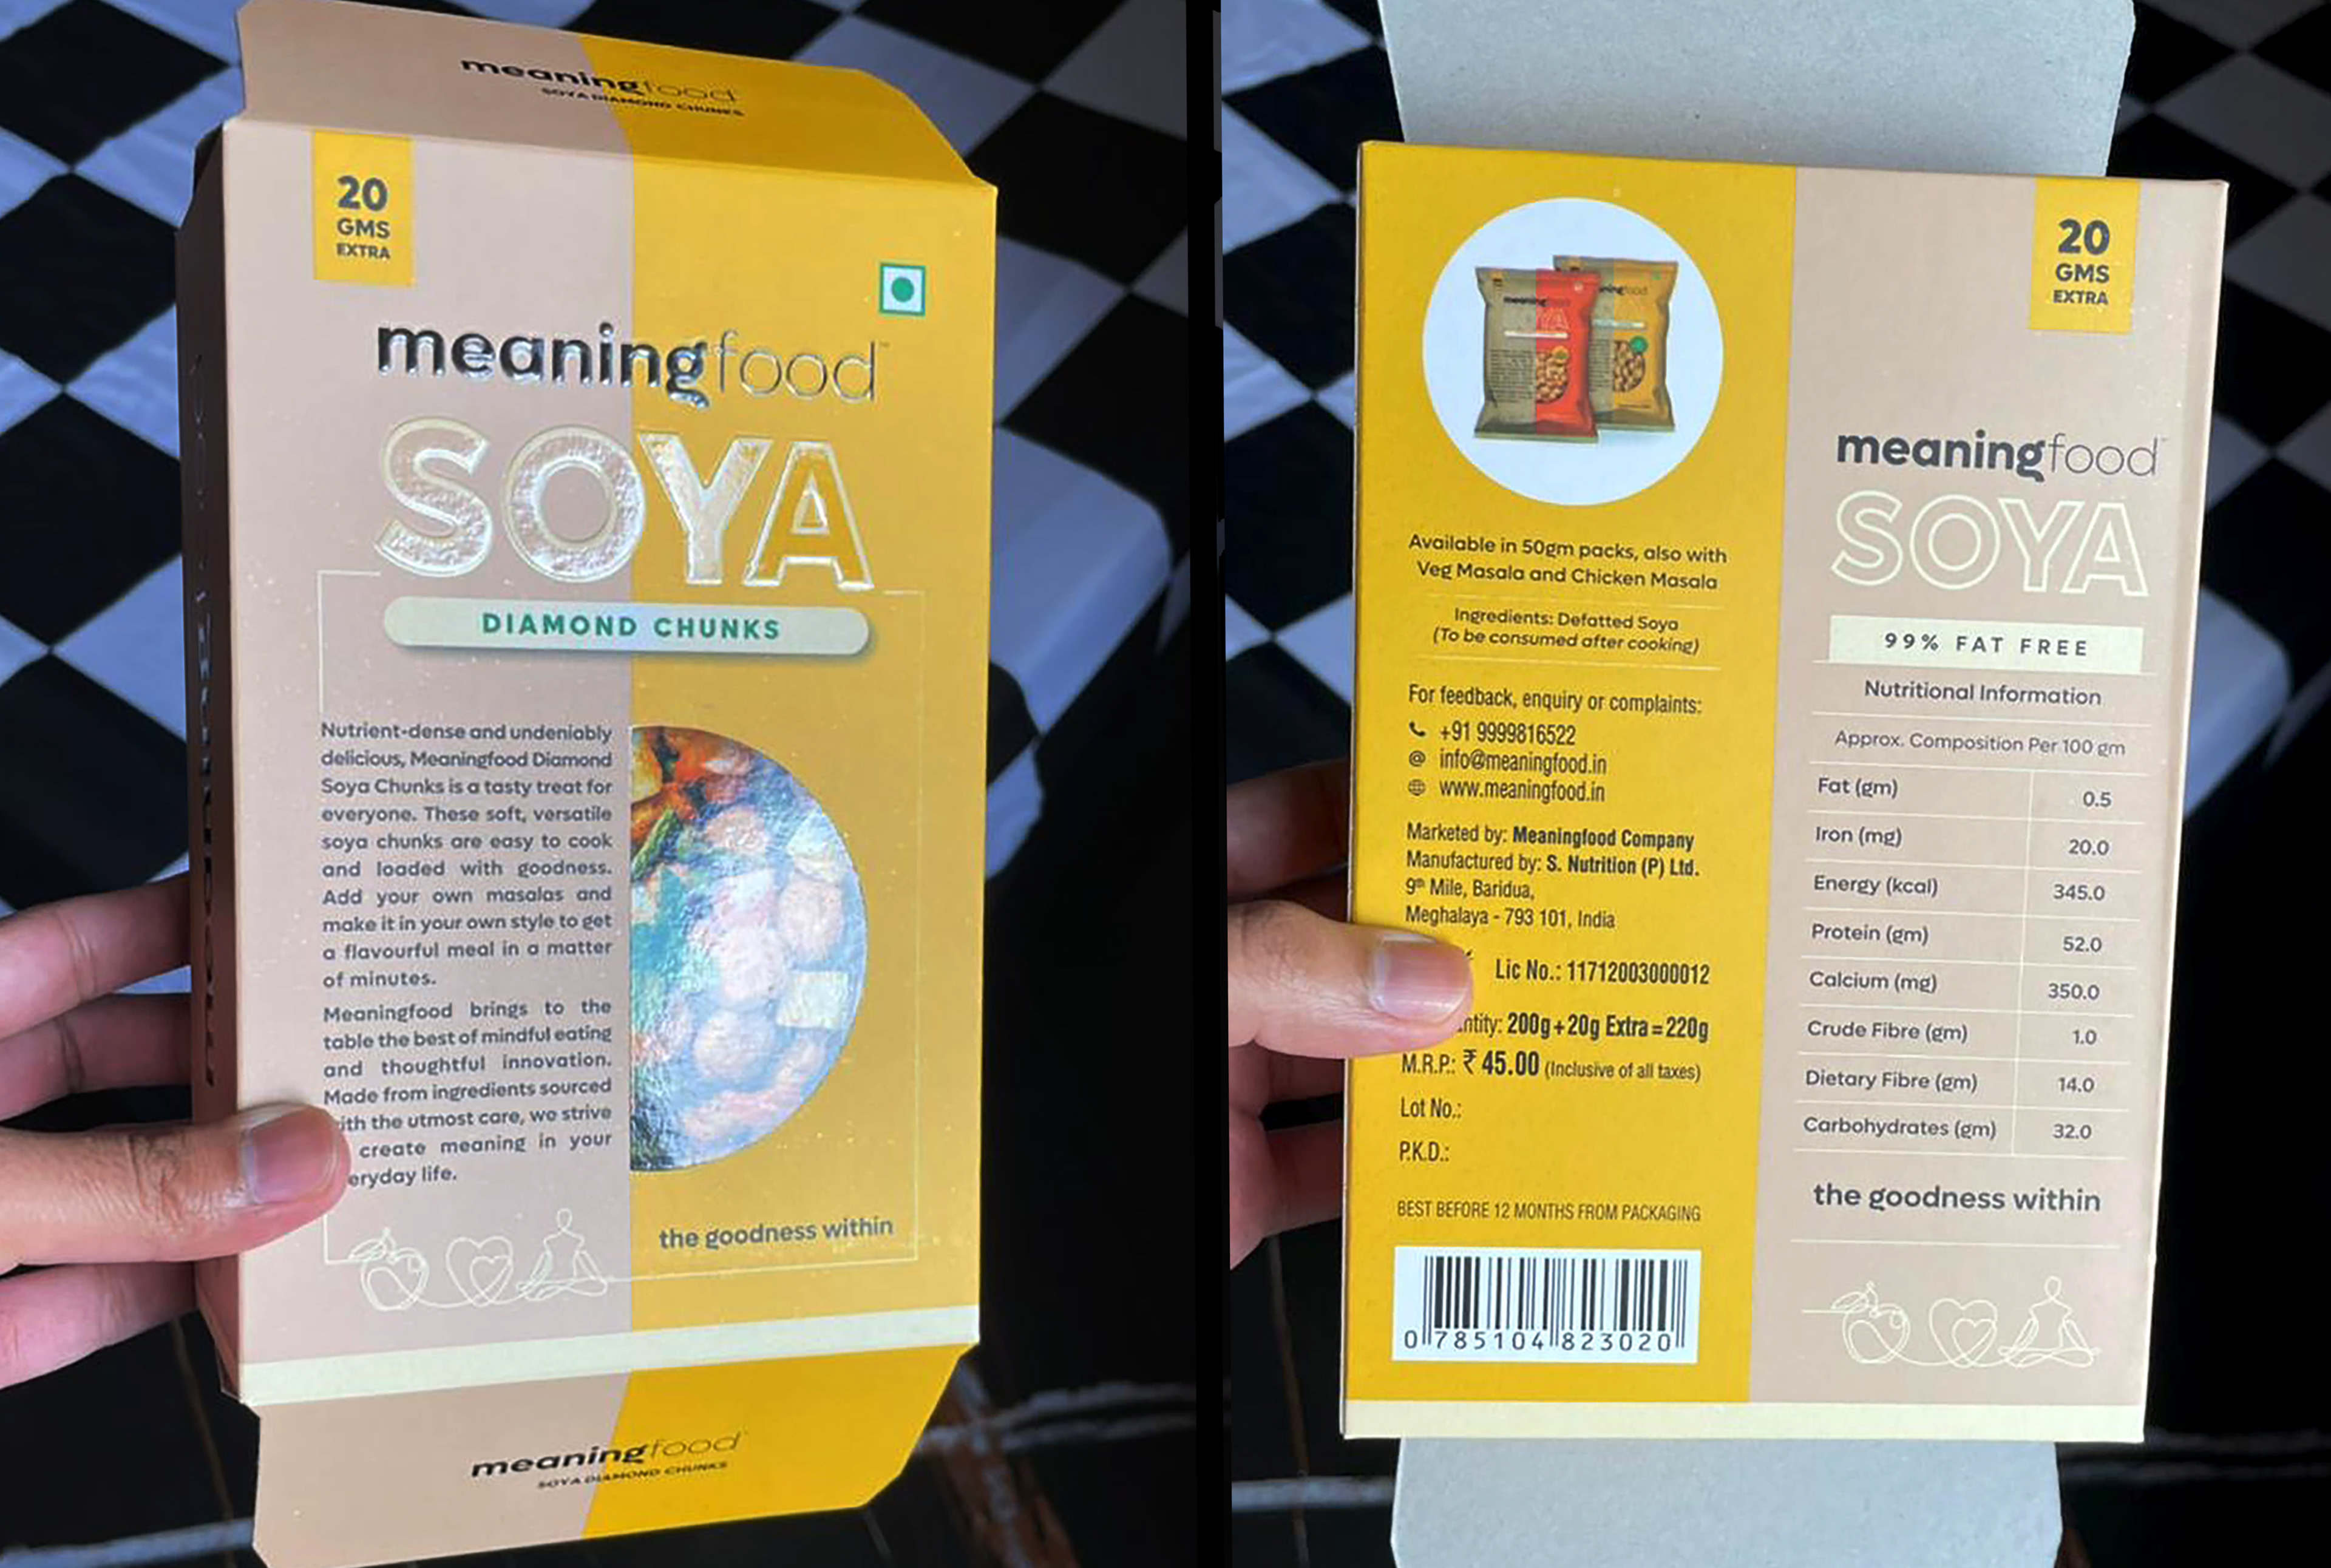 meaningfood
SOYA DIAMOND CHUNKS
20
GMS
EXTRA
meaningfood™
SOYA
DIAMOND CHUNKS
Nutrient-dense and undeniably
delicious, Meaningfood Diamond
Soya Chunks is a tasty treat for
everyone. These soft, versatile
soya chunks are easy to cook
and loaded with goodness.
Add your own masalas and
make it in your own style to get
a flavourful meal in a matter
of minutes.
Meaningfood brings to the
table the best of mindful eating
and thoughtful innovation.
Made from ingredients sourced
the utmost care, we strive
create meaning in your
life.
the goodness within
meaningfood
SOYA DIAMOND CHUNKS
meaningfood
SOYA
Available in 50gm packs, also with
Veg Masala and Chicken Masala
Ingredients: Defatted Soya
(To be consumed after cooking)
For feedback, enquiry or complaints:
+91 9999816522
@ info@meaningfood.in
www.meaningfood.in
Marketed by: Meaningfood Company
Manufactured by: S. Nutrition (P) Ltd.
9th Mile, Baridua,
Meghalaya - 793 101, India
Lic No.: 11712003000012
200g+20g Extra=220g
M.R.P.: ₹ 45.00 (Inclusive of all taxes)
Lot No.:
P.K.D.:
BEST BEFORE 12 MONTHS FROM PACKAGING
0 785104 823020
20
GMS
EXTRA
meaningfood™
SOYA
99% FAT FREE
Nutritional Information
Approx. Composition Per 100 gm
Fat (gm) 0.5
Iron (mg) 20.0
Energy (kcal) 345.0
Protein (gm) 52.0
Calcium (mg) 350.0
Crude Fibre (gm) 1.0
Dietary Fibre (gm) 14.0
Carbohydrates (gm) 32.0
the goodness within